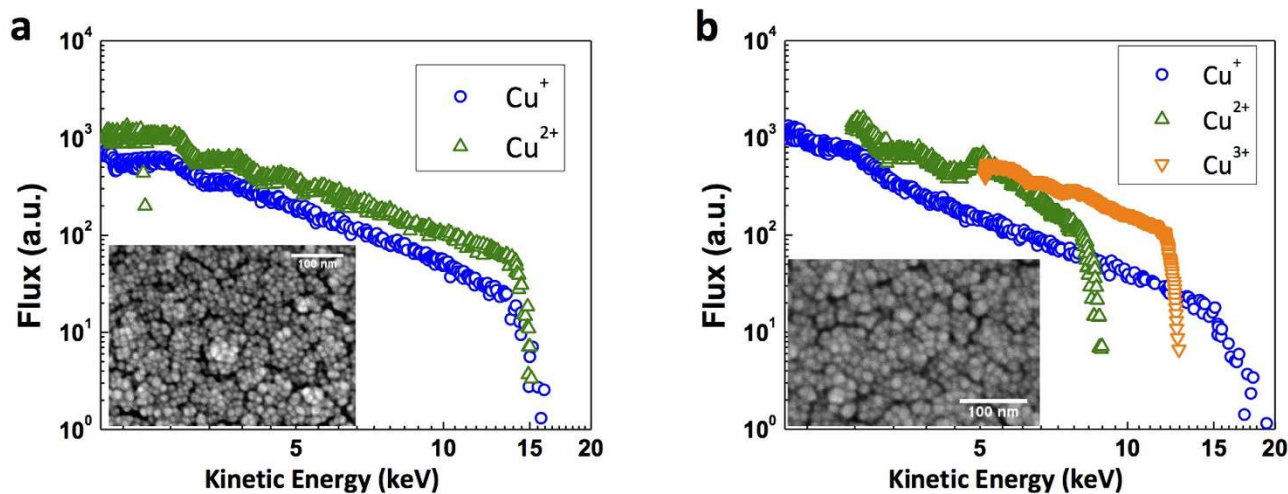 a
10⁴
10³
10²
10¹
10⁰
Flux (a.u.)
Cu⁺
Cu²⁺
100 nm
5
10
15
20
Kinetic Energy (keV)
b
10⁴
10³
10²
10¹
10⁰
Flux (a.u.)
Cu⁺
Cu²⁺
Cu³⁺
100 nm
5
10
15
20
Kinetic Energy (keV)